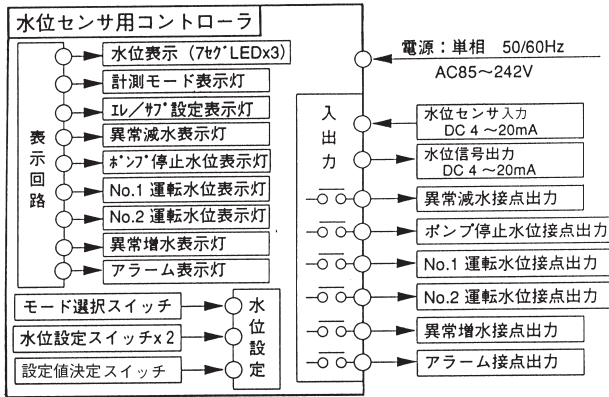 水位センサ用コントローラ
表示回路
水位表示（7ｾｸﾞLEDx3）
計測モード表示灯
ｴﾚ／ｻﾌﾞ設定表示灯
異常減水表示灯
ﾎﾟﾝﾌﾟ停止水位表示灯
No.1 運転水位表示灯
No.2 運転水位表示灯
異常増水表示灯
アラーム表示灯
モード選択スイッチ
水位設定スイッチx2
設定値決定スイッチ
水位設定
入出力
電源：単相 50/60Hz
AC85〜242V
水位センサ入力
DC 4 〜20mA
水位信号出力
DC 4 〜20mA
異常減水接点出力
ポンプ停止水位接点出力
No.1 運転水位接点出力
No.2 運転水位接点出力
異常増水接点出力
アラーム接点出力